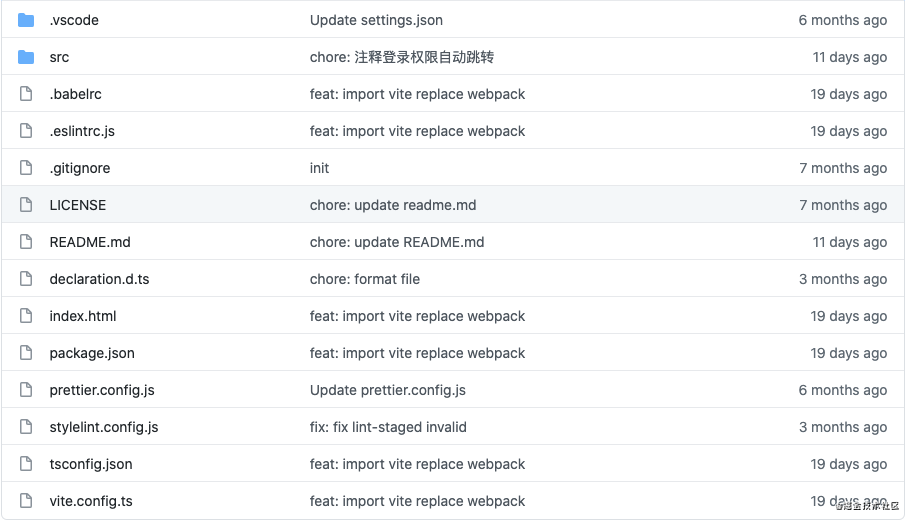 .vscode Update settings.json 6 months ago
src chore: 注释登录权限自动跳转 11 days ago
.babelrc feat: import vite replace webpack 19 days ago
.eslintrc.js feat: import vite replace webpack 19 days ago
.gitignore init 7 months ago
LICENSE chore: update readme.md 7 months ago
README.md chore: update README.md 11 days ago
declaration.d.ts chore: format file 3 months ago
index.html feat: import vite replace webpack 19 days ago
package.json feat: import vite replace webpack 19 days ago
prettier.config.js Update prettier.config.js 6 months ago
stylelint.config.js fix: fix lint-staged invalid 3 months ago
tsconfig.json feat: import vite replace webpack 19 days ago
vite.config.ts feat: import vite replace webpack 19 days ago
@稀土掘金技术社区